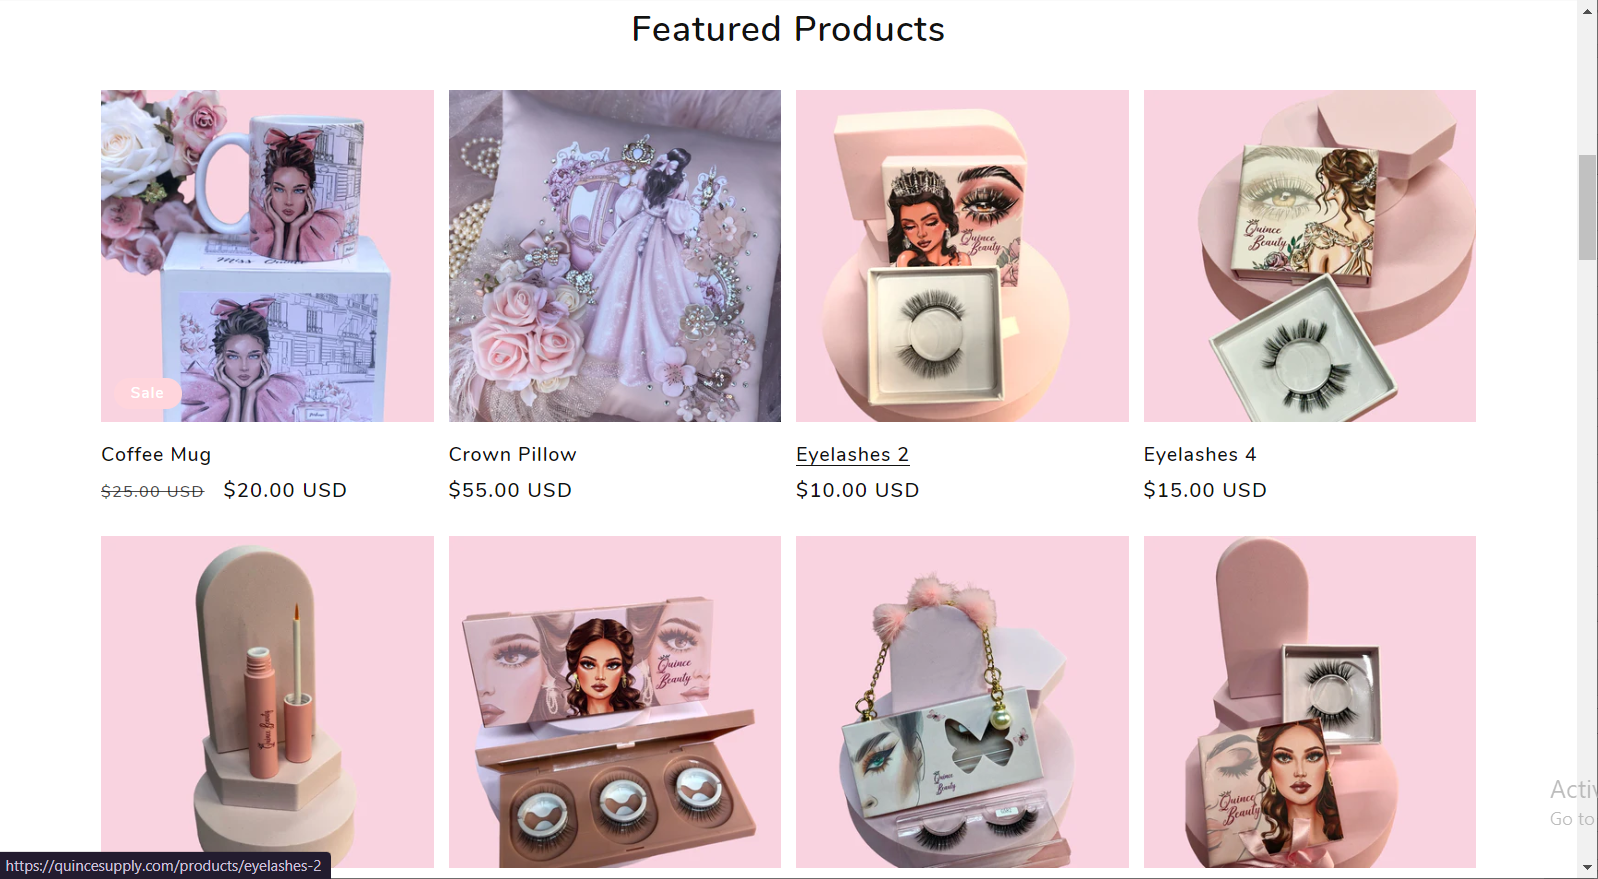 Featured Products
Miss Quince
Sale
Quince
Beauty
Quince
Beauty
Coffee Mug
$25.00 USD $20.00 USD
Crown Pillow
$55.00 USD
Eyelashes 2
$10.00 USD
Eyelashes 4
$15.00 USD
Quince Beauty
Quince
Beauty
Quince
Beauty
Quince
Beauty
Activ
Go to
https://quincesupply.com/products/eyelashes-2